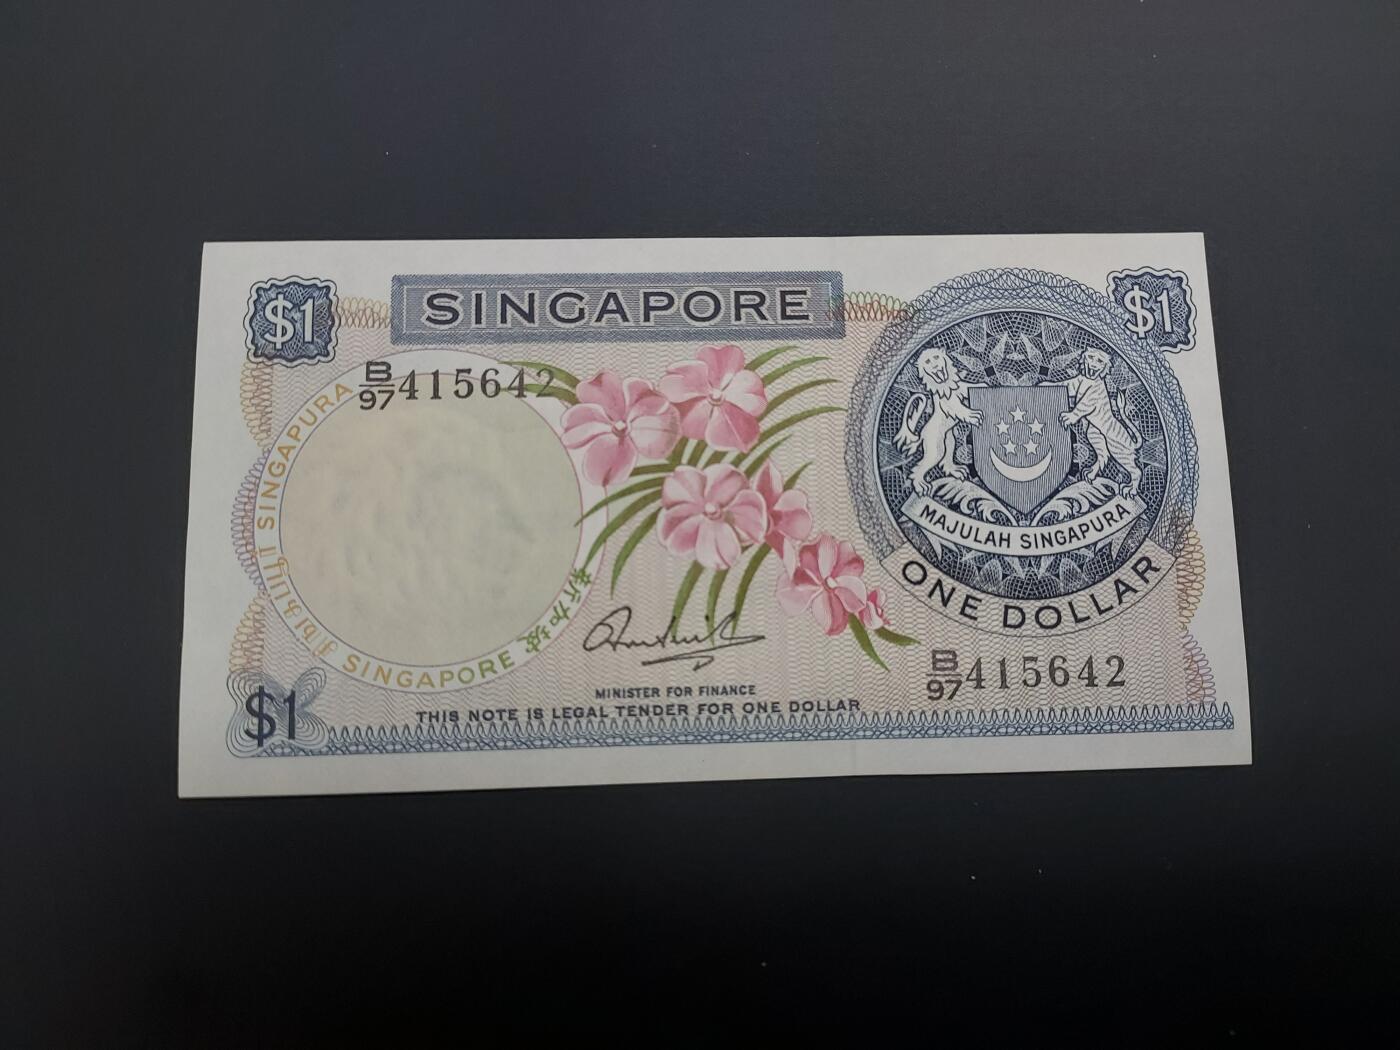 $1
SINGAPORE
$1
B/97 415642
SINGAPURA
சிங்கப்பூர்
SINGAPORE
新加坡
MAJULAH SINGAPURA
ONE DOLLAR
B/97 415642
MINISTER FOR FINANCE
THIS NOTE IS LEGAL TENDER FOR ONE DOLLAR
$1